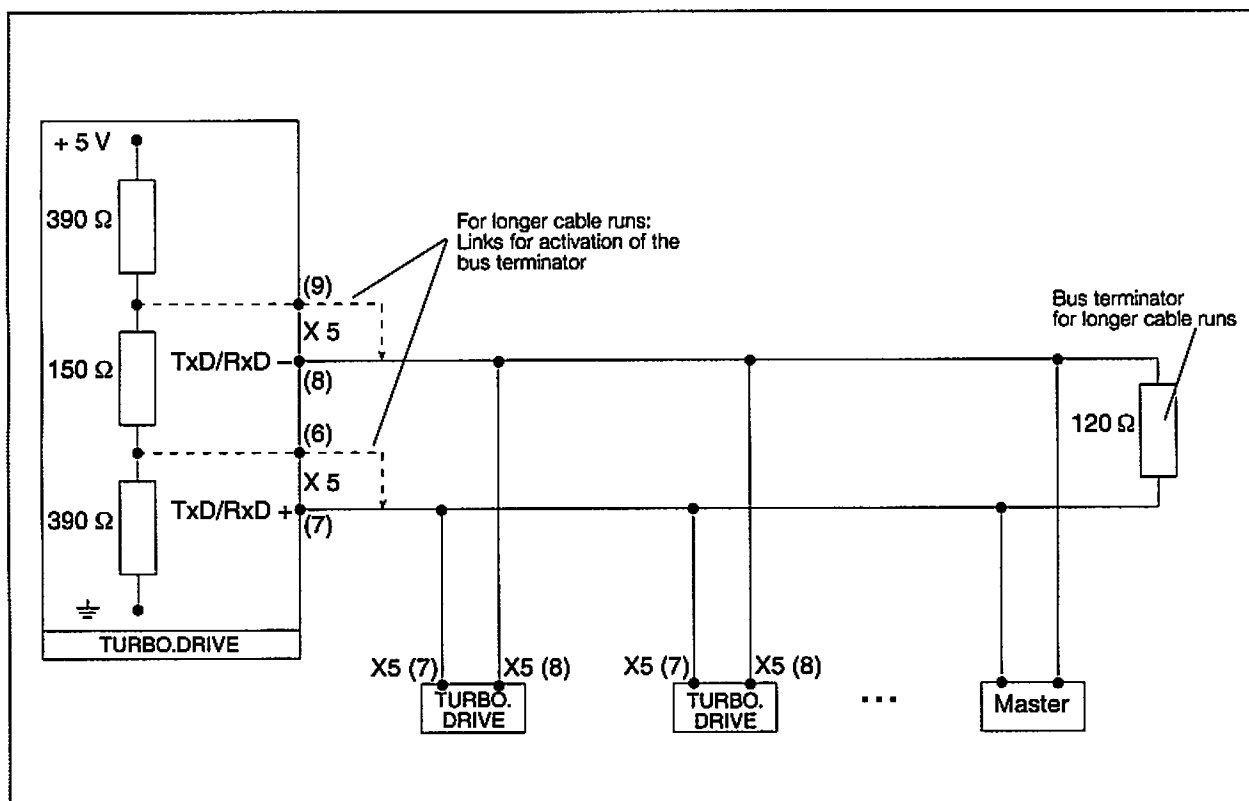 + 5 V
390 Ω
For longer cable runs:
Links for activation of the
bus terminator
(9)
X 5
Bus terminator
for longer cable runs
150 Ω
TxD/RxD –
(8)
120 Ω
(6)
X 5
390 Ω
TxD/RxD +
(7)
TURBO.DRIVE
X5 (7)
X5 (8)
X5 (7)
X5 (8)
TURBO.
DRIVE
TURBO.
DRIVE
...
Master